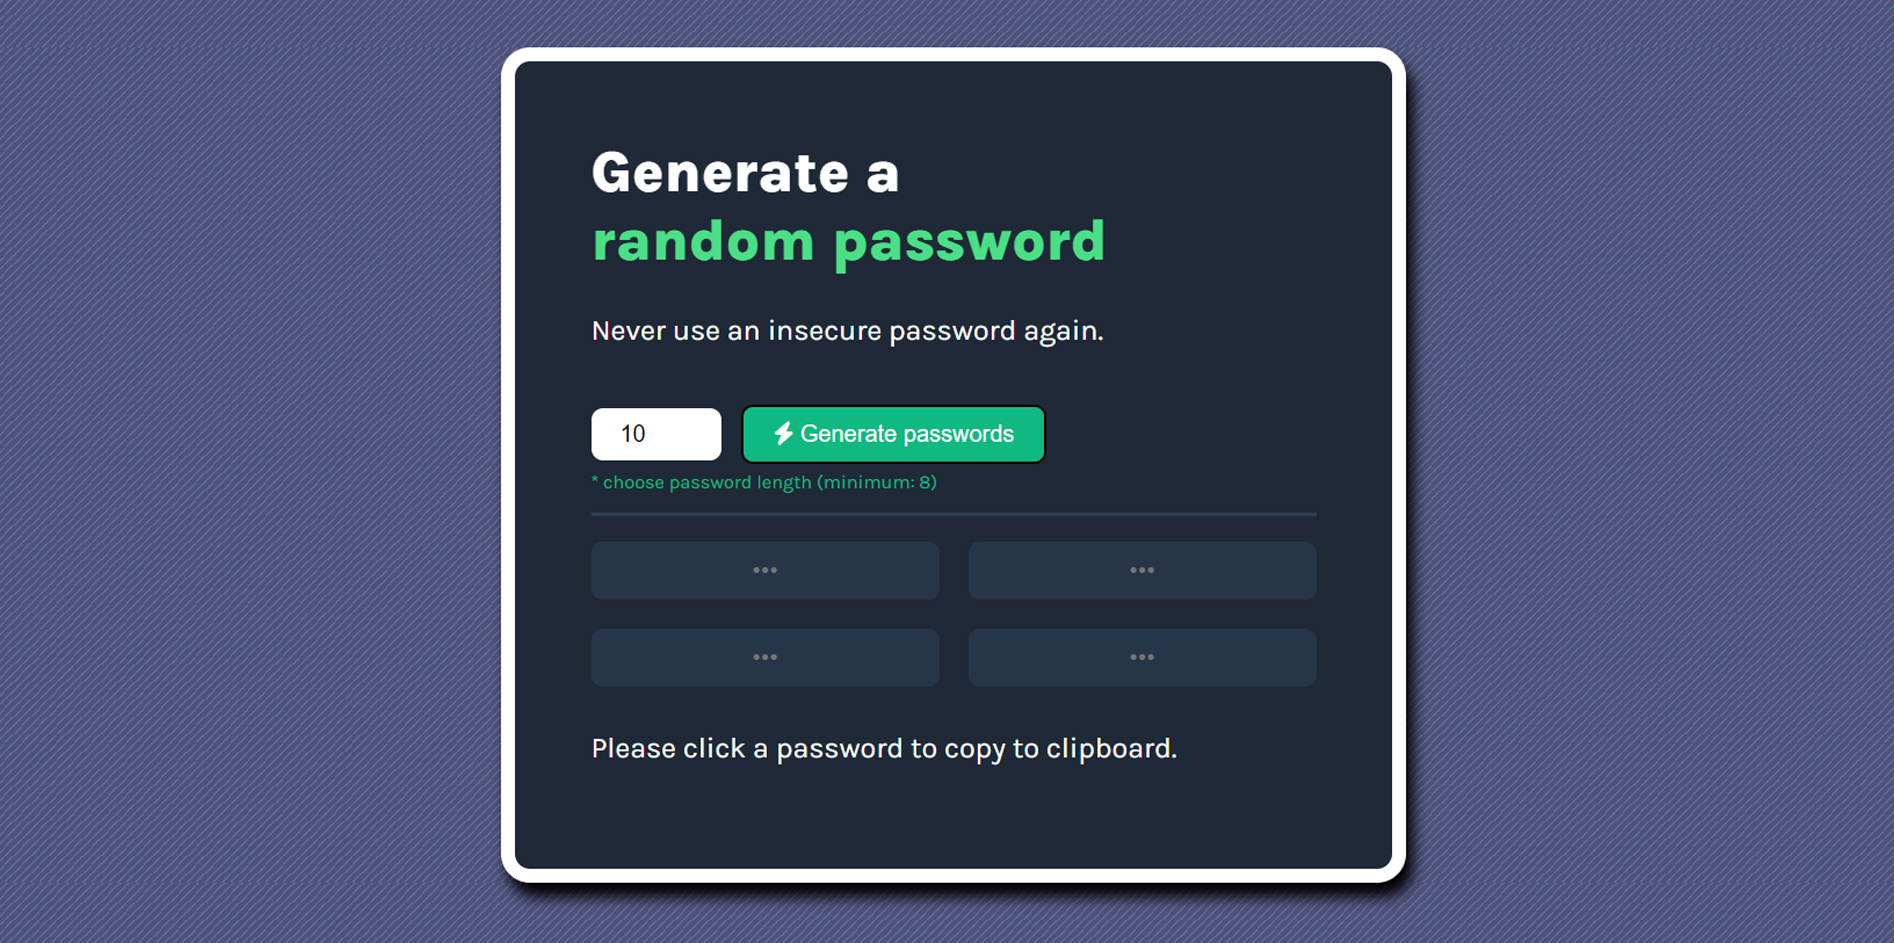 Generate a
random password
Never use an insecure password again.
10
Generate passwords
* choose password length (minimum: 8)
•••
•••
•••
•••
Please click a password to copy to clipboard.